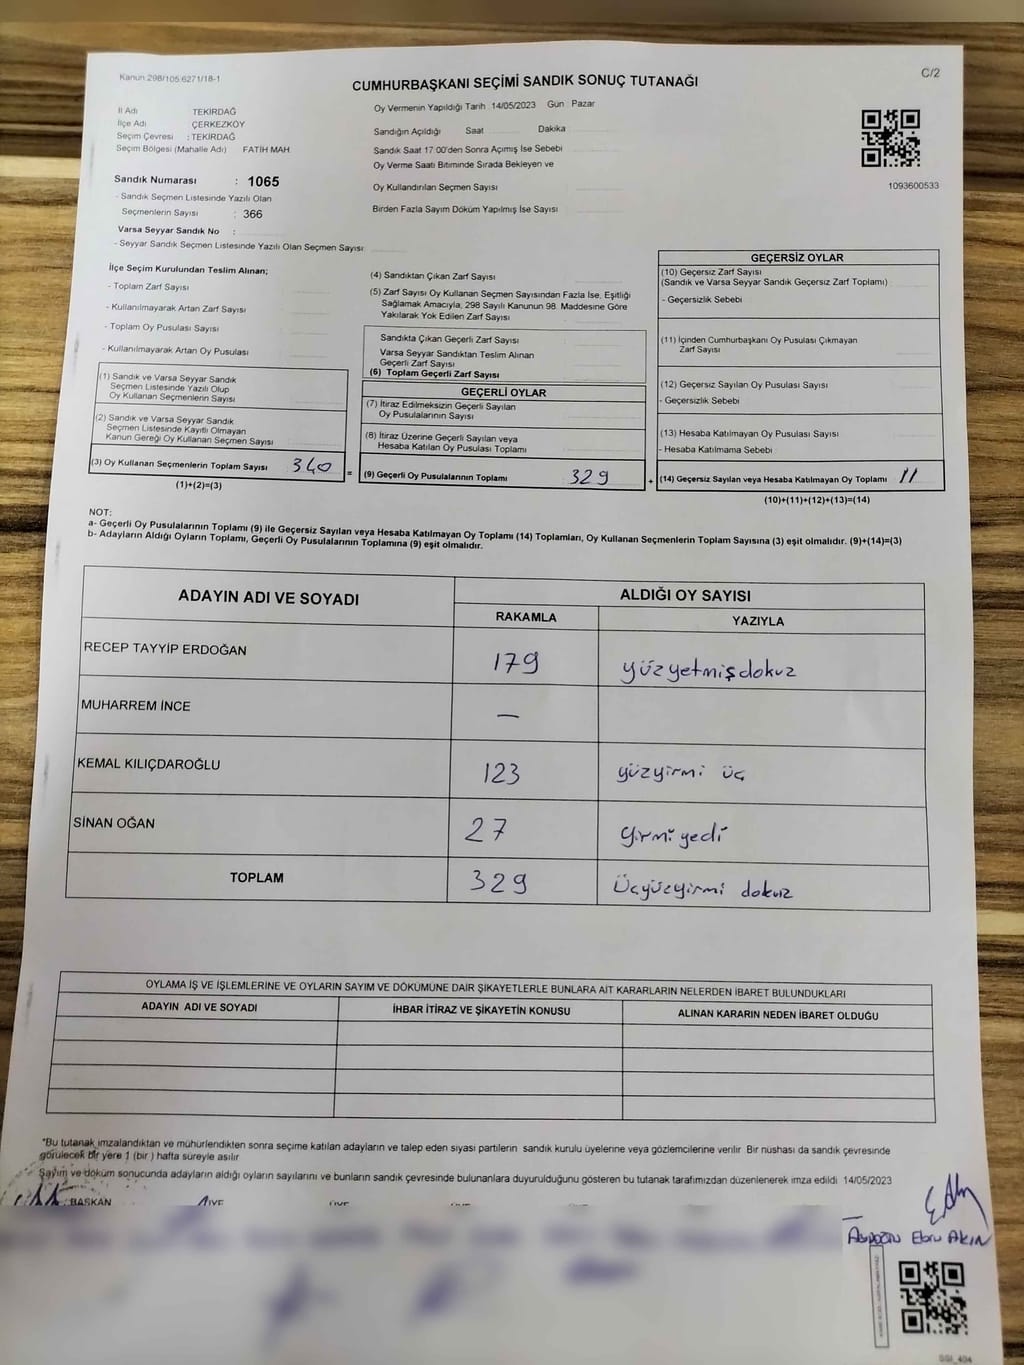 Kanun 298/105.6271/18-1
C/2
CUMHURBAŞKANI SEÇİMİ SANDIK SONUÇ TUTANAĞI
İl Adı TEKİRDAĞ
İlçe Adı ÇERKEZKÖY
Seçim Çevresi : TEKİRDAĞ
Seçim Bölgesi (Mahalle Adı) FATİH MAH.
Oy Vermenin Yapıldığı Tarih 14/05/2023 Gün Pazar
Sandığın Açıldığı Saat Dakika
Sandık Saat 17:00'den Sonra Açımış İse Sebebi
Oy Verme Saati Bitiminde Sırada Bekleyen ve
Oy Kullandırılan Seçmen Sayısı
Birden Fazla Sayım Döküm Yapılmış İse Sayısı
1093600533
Sandık Numarası : 1065
- Sandık Seçmen Listesinde Yazılı Olan
Seçmenlerin Sayısı : 366
Varsa Seyyar Sandık No :
- Seyyar Sandık Seçmen Listesinde Yazılı Olan Seçmen Sayısı:
İlçe Seçim Kurulundan Teslim Alınan;
- Toplam Zarf Sayısı
- Kullanılmayarak Artan Zarf Sayısı
- Toplam Oy Pusulası Sayısı
- Kullanılmayarak Artan Oy Pusulası
(1) Sandık ve Varsa Seyyar Sandık
Seçmen Listesinde Yazılı Olup
Oy Kullanan Seçmenlerin Sayısı
(2) Sandık ve Varsa Seyyar Sandık
Seçmen Listesinde Kayıtlı Olmayan
Kanun Gereği Oy Kullanan Seçmen Sayısı
(3) Oy Kullanan Seçmenlerin Toplam Sayısı 340 =
(1)+(2)=(3)
(4) Sandıktan Çıkan Zarf Sayısı
(5) Zarf Sayısı Oy Kullanan Seçmen Sayısından Fazla İse, Eşitliği
Sağlamak Amacıyla, 298 Sayılı Kanunun 98. Maddesine Göre
Yakılarak Yok Edilen Zarf Sayısı
Sandıkta Çıkan Geçerli Zarf Sayısı
Varsa Seyyar Sandıktan Teslim Alınan
Geçerli Zarf Sayısı
(6) Toplam Geçerli Zarf Sayısı
GEÇERLİ OYLAR
(7) İtiraz Edilmeksizin Geçerli Sayılan
Oy Pusulalarının Sayısı
(8) İtiraz Üzerine Geçerli Sayılan veya
Hesaba Katılan Oy Pusulası Toplamı
(9) Geçerli Oy Pusulalarının Toplamı 329 +
GEÇERSİZ OYLAR
(10) Geçersiz Zarf Sayısı
(Sandık ve Varsa Seyyar Sandık Geçersiz Zarf Toplamı)
- Geçersizlik Sebebi
(11) İçinden Cumhurbaşkanı Oy Pusulası Çıkmayan
Zarf Sayısı
(12) Geçersiz Sayılan Oy Pusulası Sayısı
- Geçersizlik Sebebi
(13) Hesaba Katılmayan Oy Pusulası Sayısı
- Hesaba Katılmama Sebebi
(14) Geçersiz Sayılan veya Hesaba Katılmayan Oy Toplamı 11
(10)+(11)+(12)+(13)=(14)
NOT:
a- Geçerli Oy Pusulalarının Toplamı (9) ile Geçersiz Sayılan veya Hesaba Katılmayan Oy Toplamı (14) Toplamları, Oy Kullanan Seçmenlerin Toplam Sayısına (3) eşit olmalıdır. (9)+(14)=(3)
b- Adayların Aldığı Oyların Toplamı, Geçerli Oy Pusulalarının Toplamına (9) eşit olmalıdır.
ADAYIN ADI VE SOYADI
ALDIĞI OY SAYISI
RAKAMLA YAZIYLA
RECEP TAYYİP ERDOĞAN 179 yüzyetmişdokuz
MUHARREM İNCE —
KEMAL KILIÇDAROĞLU 123 yüzyirmi üç
SİNAN OĞAN 27 yirmi yedi
TOPLAM 329 Üçyüzyirmi dokuz
OYLAMA İŞ VE İŞLEMLERİNE VE OYLARIN SAYIM VE DÖKÜMÜNE DAİR ŞİKAYETLERLE BUNLARA AİT KARARLARIN NELERDEN İBARET BULUNDUKLARI
ADAYIN ADI VE SOYADI İHBAR İTİRAZ VE ŞİKAYETİN KONUSU ALINAN KARARIN NEDEN İBARET OLDUĞU
*Bu tutanak imzalandıktan ve mühürlendikten sonra seçime katılan adayların ve talep eden siyasi partilerin sandık kurulu üyelerine veya gözlemcilerine verilir. Bir nüshası da sandık çevresinde
görülecek bir yere 1 (bir ) hafta süreyle asılır
Sayım ve döküm sonucunda adayların aldığı oyların sayılarını ve bunların sandık çevresinde bulunanlara duyurulduğunu gösteren bu tutanak tarafımızdan düzenlenerek imza edildi 14/05/2023
BAŞKAN
Ebru AKIN